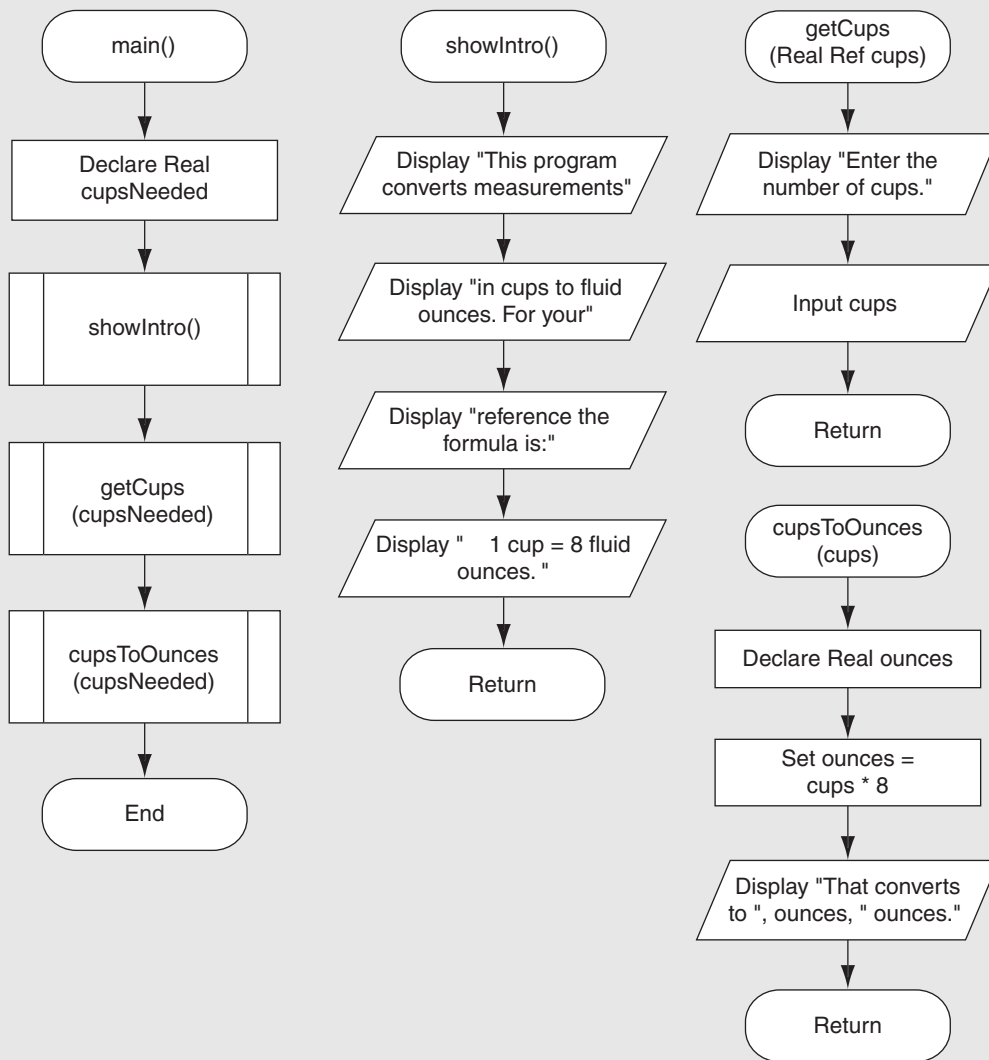 main()
Declare Real
cupsNeeded
showIntro()
getCups
(cupsNeeded)
cupsToOunces
(cupsNeeded)
End
showIntro()
Display "This program
converts measurements"
Display "in cups to fluid
ounces. For your"
Display "reference the
formula is:"
Display "     1 cup = 8 fluid
ounces. "
Return
getCups
(Real Ref cups)
Display "Enter the
number of cups."
Input cups
Return
cupsToOunces
(cups)
Declare Real ounces
Set ounces =
cups * 8
Display "That converts
to ", ounces, " ounces."
Return